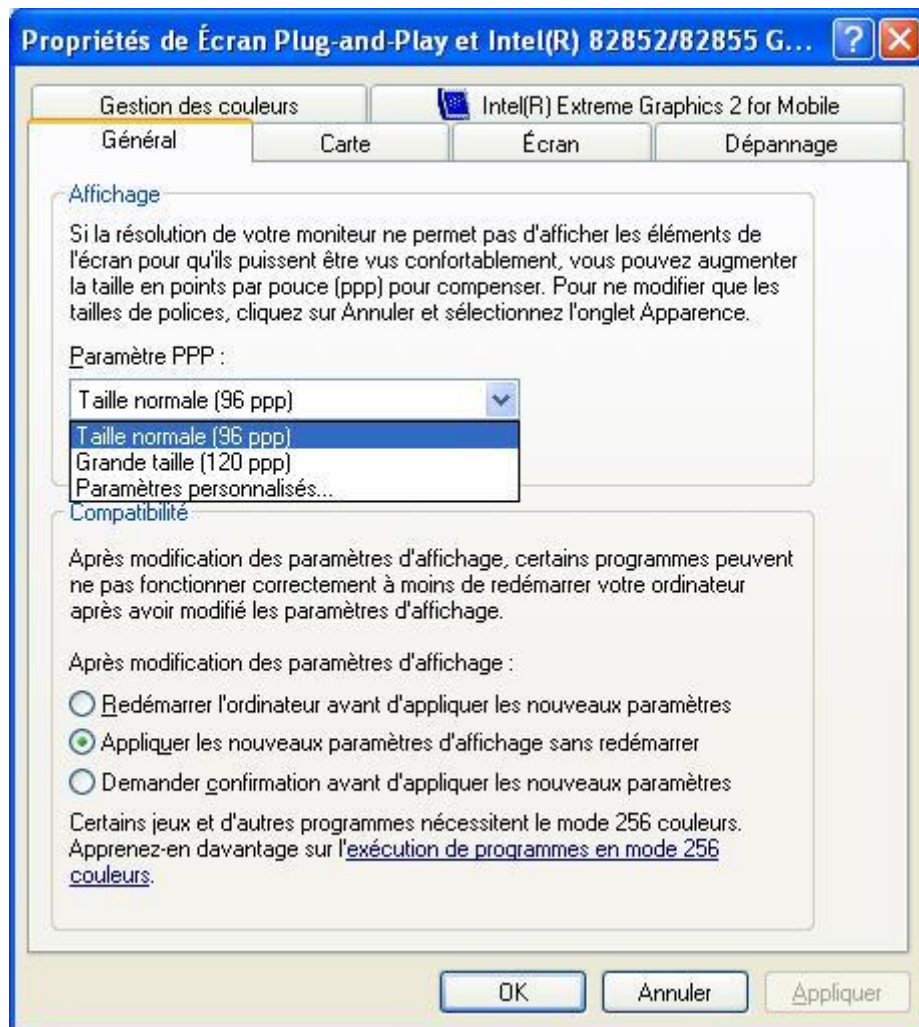 Propriétés de Écran Plug-and-Play et Intel(R) 82852/82855 G...
Gestion des couleurs
Intel(R) Extreme Graphics 2 for Mobile
Général
Carte
Écran
Dépannage
Affichage
Si la résolution de votre moniteur ne permet pas d'afficher les éléments de
l'écran pour qu'ils puissent être vus confortablement, vous pouvez augmenter
la taille en points par pouce (ppp) pour compenser. Pour ne modifier que les
tailles de polices, cliquez sur Annuler et sélectionnez l'onglet Apparence.
Paramètre PPP :
Taille normale (96 ppp)
Taille normale (96 ppp)
Grande taille (120 ppp)
Paramètres personnalisés...
Compatibilité
Après modification des paramètres d'affichage, certains programmes peuvent
ne pas fonctionner correctement à moins de redémarrer votre ordinateur
après avoir modifié les paramètres d'affichage.
Après modification des paramètres d'affichage :
Redémarrer l'ordinateur avant d'appliquer les nouveaux paramètres
Appliquer les nouveaux paramètres d'affichage sans redémarrer
Demander confirmation avant d'appliquer les nouveaux paramètres
Certains jeux et d'autres programmes nécessitent le mode 256 couleurs.
Apprenez-en davantage sur l'exécution de programmes en mode 256
couleurs.
OK
Annuler
Appliquer